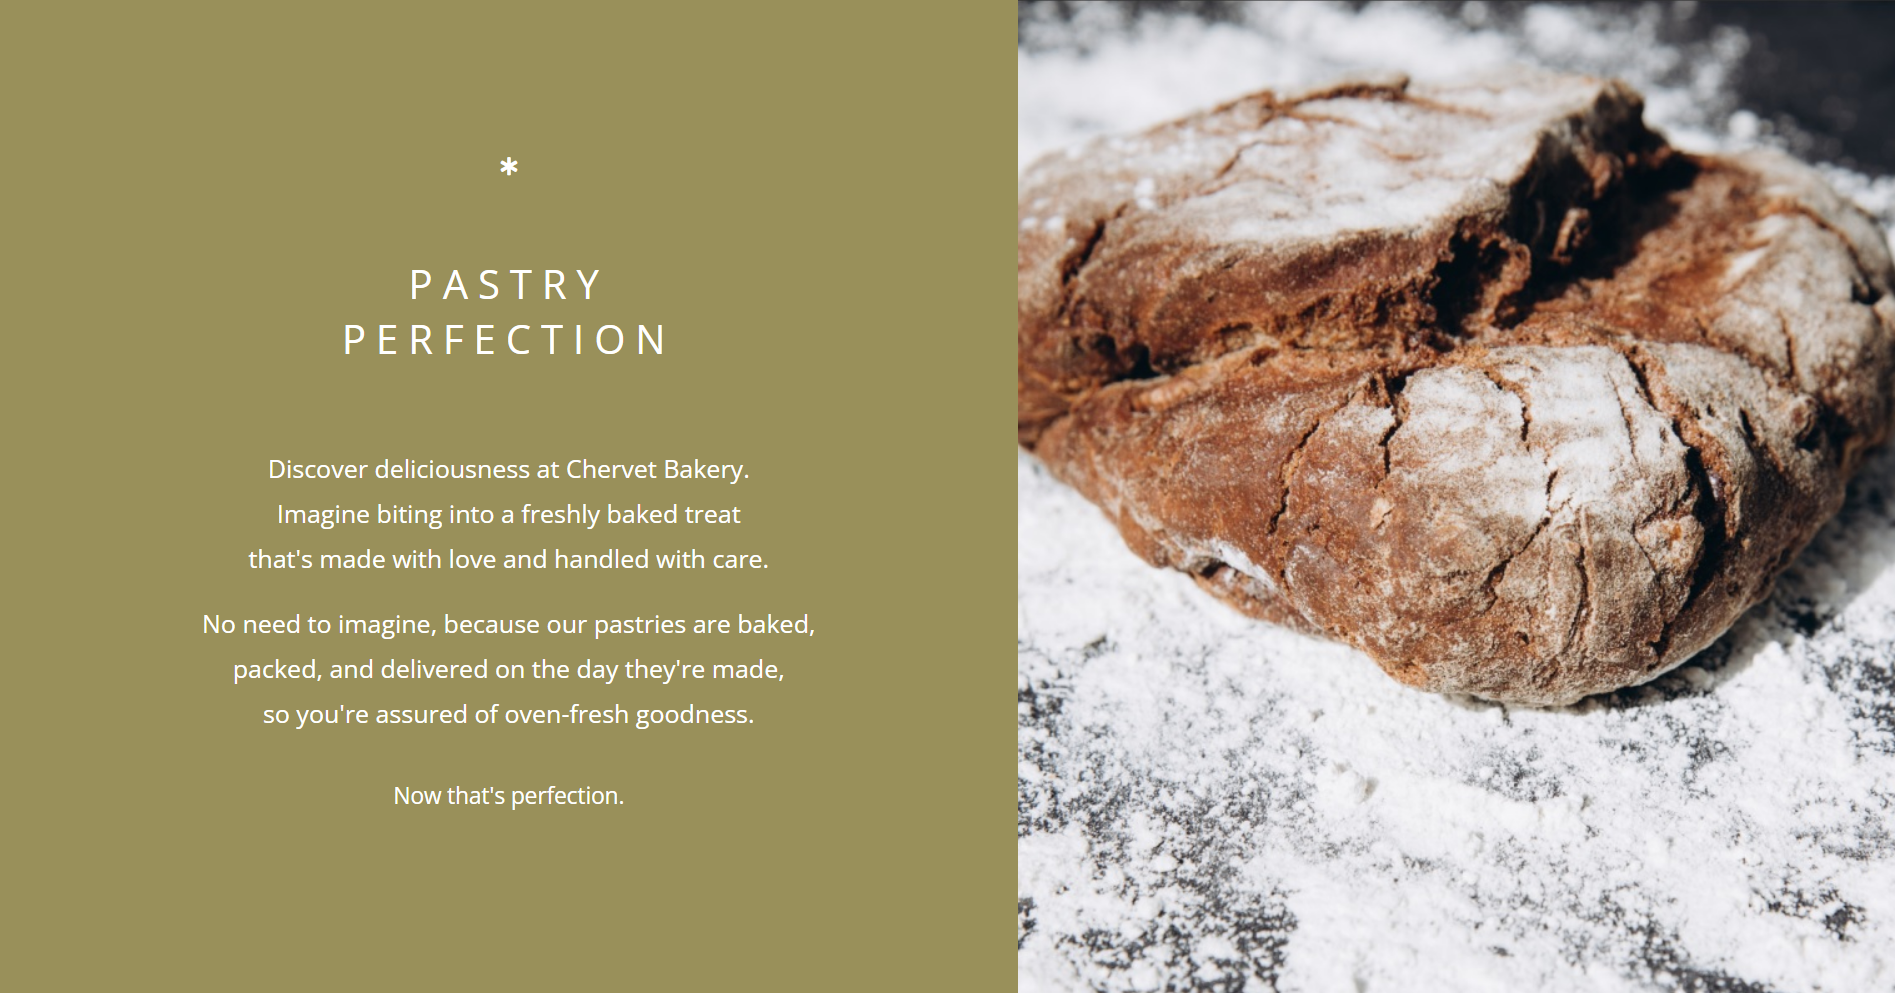 *
PASTRY
PERFECTION
Discover deliciousness at Chervet Bakery.
Imagine biting into a freshly baked treat
that's made with love and handled with care.
No need to imagine, because our pastries are baked,
packed, and delivered on the day they're made,
so you're assured of oven-fresh goodness.
Now that's perfection.